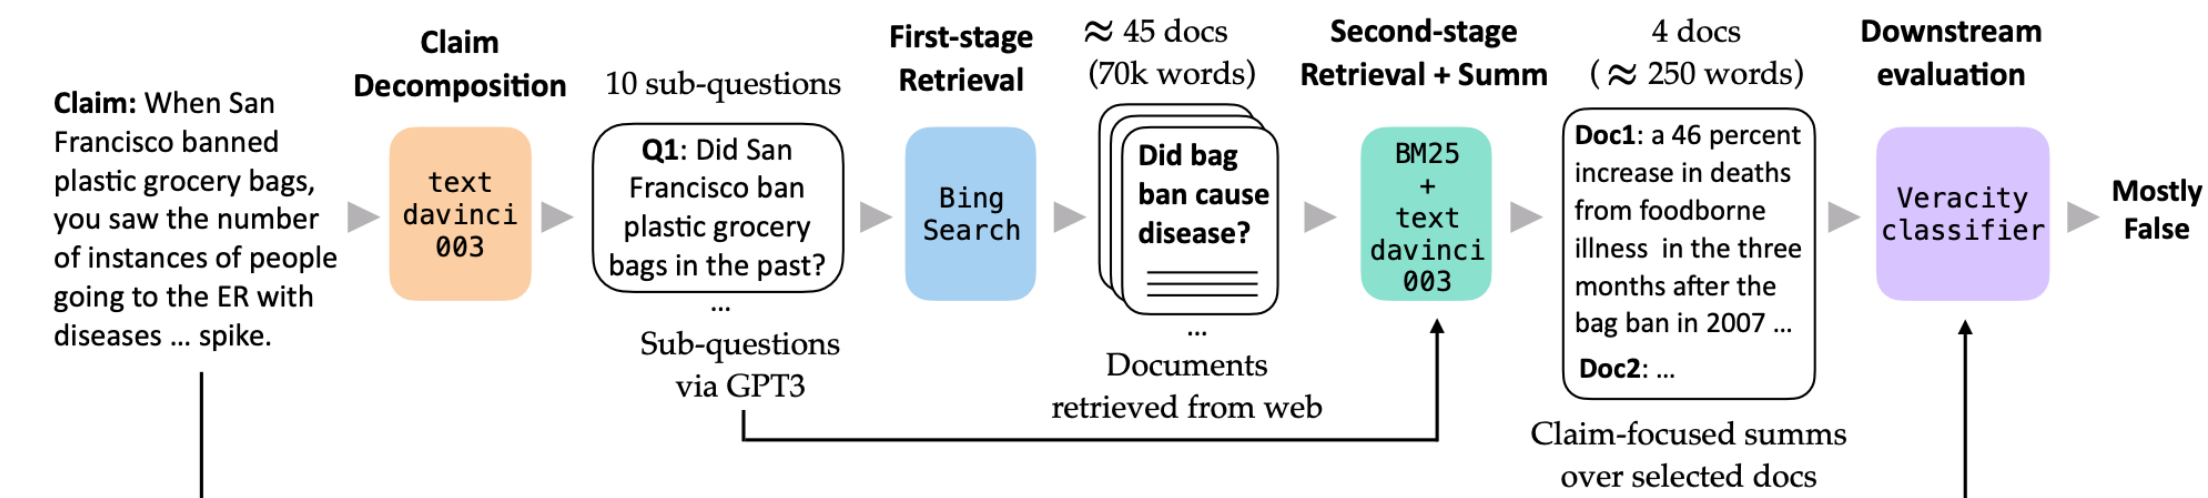 Claim: When San
Francisco banned
plastic grocery bags,
you saw the number
of instances of people
going to the ER with
diseases ... spike.
Claim
Decomposition
text
davinci
003
10 sub-questions
Q1: Did San
Francisco ban
plastic grocery
bags in the past?
...
Sub-questions
via GPT3
First-stage
Retrieval
Bing
Search
≈ 45 docs
(70k words)
Did bag
ban cause
disease?
...
Documents
retrieved from web
Second-stage
Retrieval + Summ
BM25
+
text
davinci
003
4 docs
( ≈ 250 words)
Doc1: a 46 percent
increase in deaths
from foodborne
illness in the three
months after the
bag ban in 2007 ...
Doc2: ...
Claim-focused summs
over selected docs
Downstream
evaluation
Veracity
classifier
Mostly
False